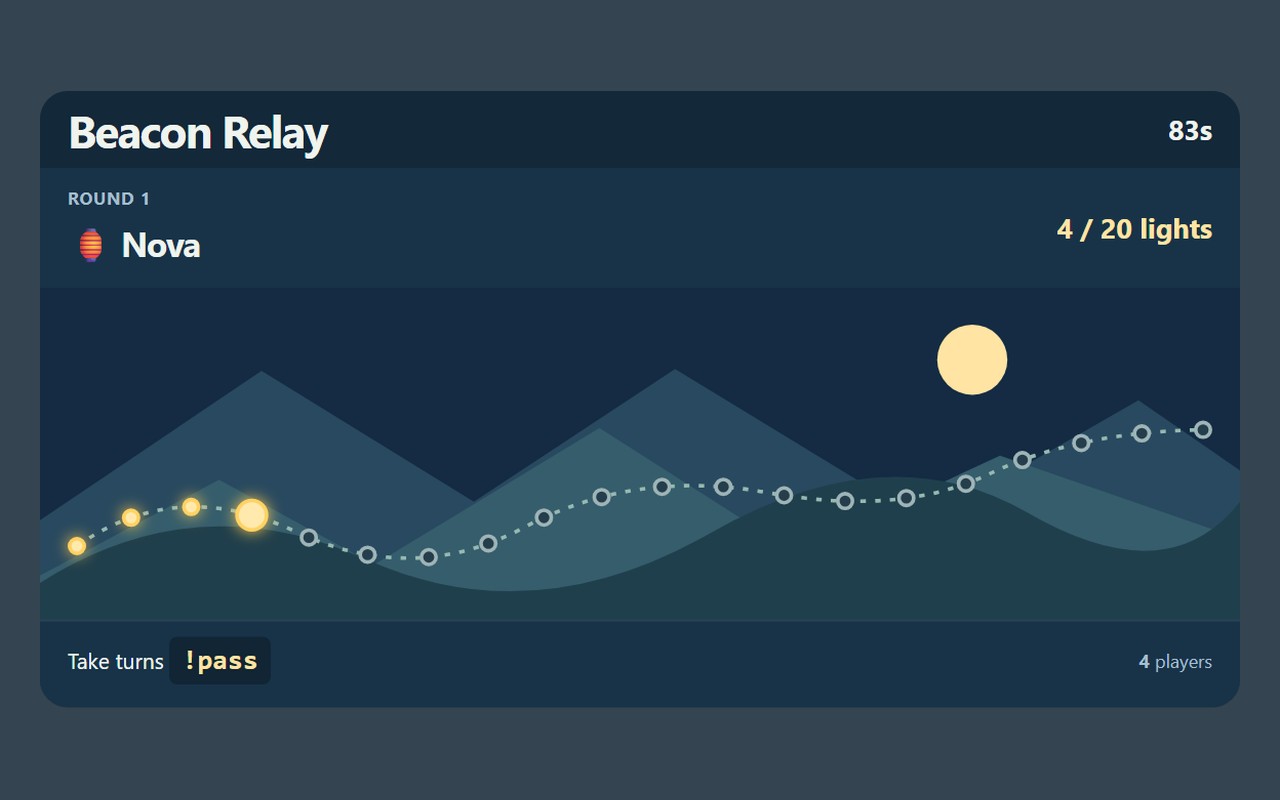 Beacon Relay
83s
ROUND 1
Nova
4 / 20 lights
Take turns !pass
4 players